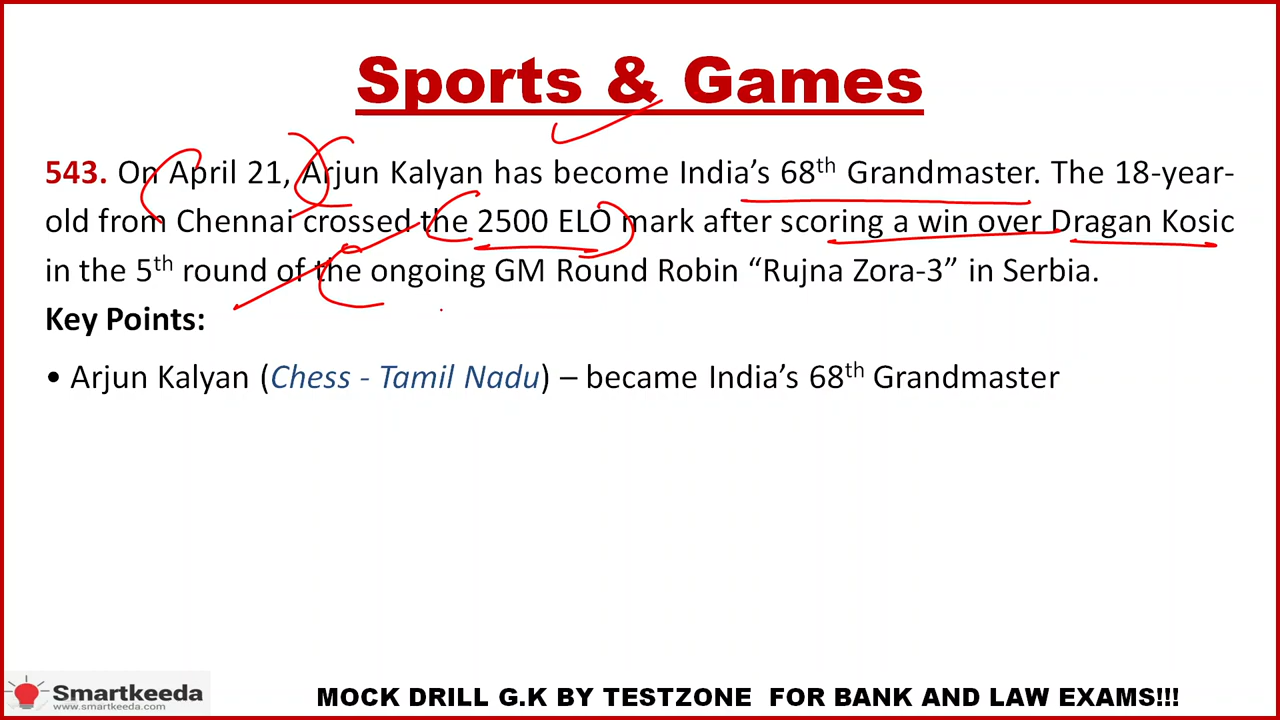 Sports & Games
543. On April 21, Arjun Kalyan has become India's 68th Grandmaster. The 18-year-
old from Chennai crossed the 2500 ELO mark after scoring a win over Dragan Kosic
in the 5th round of the ongoing GM Round Robin “Rujna Zora-3” in Serbia.
Key Points:
• Arjun Kalyan (Chess - Tamil Nadu) – became India's 68th Grandmaster
Smartkeeda
www.smartkeeda.com
MOCK DRILL G.K BY TESTZONE FOR BANK AND LAW EXAMS!!!